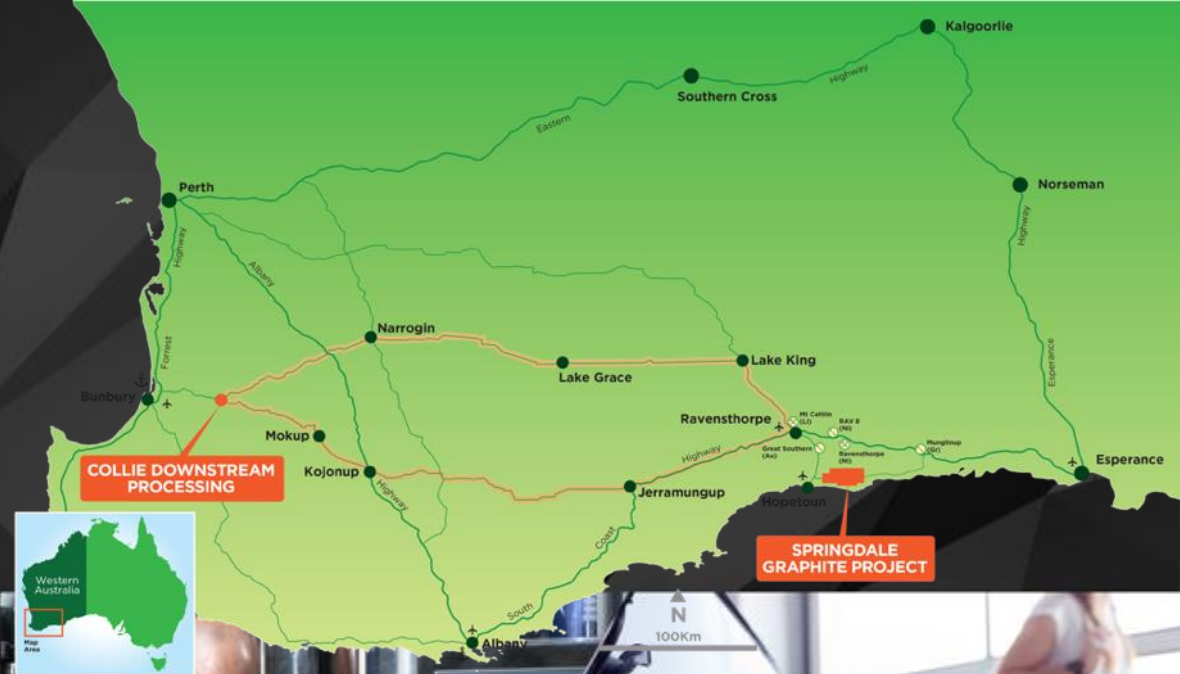 Kalgoorlie
Highway
Southern Cross
Eastern
Perth
Norseman
Highway
Highway
Albany
Narrogin
Forrest
Esperance
Lake Grace
Lake King
Bunbury
Ravensthorpe
Mt Cattlin
(Li)
RAV 8
(Ni)
Mokup
Great Southern
(Au)
Ravensthorpe
(Ni)
Munglinup
(Gr)
Highway
Esperance
COLLIE DOWNSTREAM
PROCESSING
Kojonup
Highway
Jerramungup
Hopetoun
Coast
SPRINGDALE
GRAPHITE PROJECT
South
Albany
Western
Australia
Map
Area
N
100Km